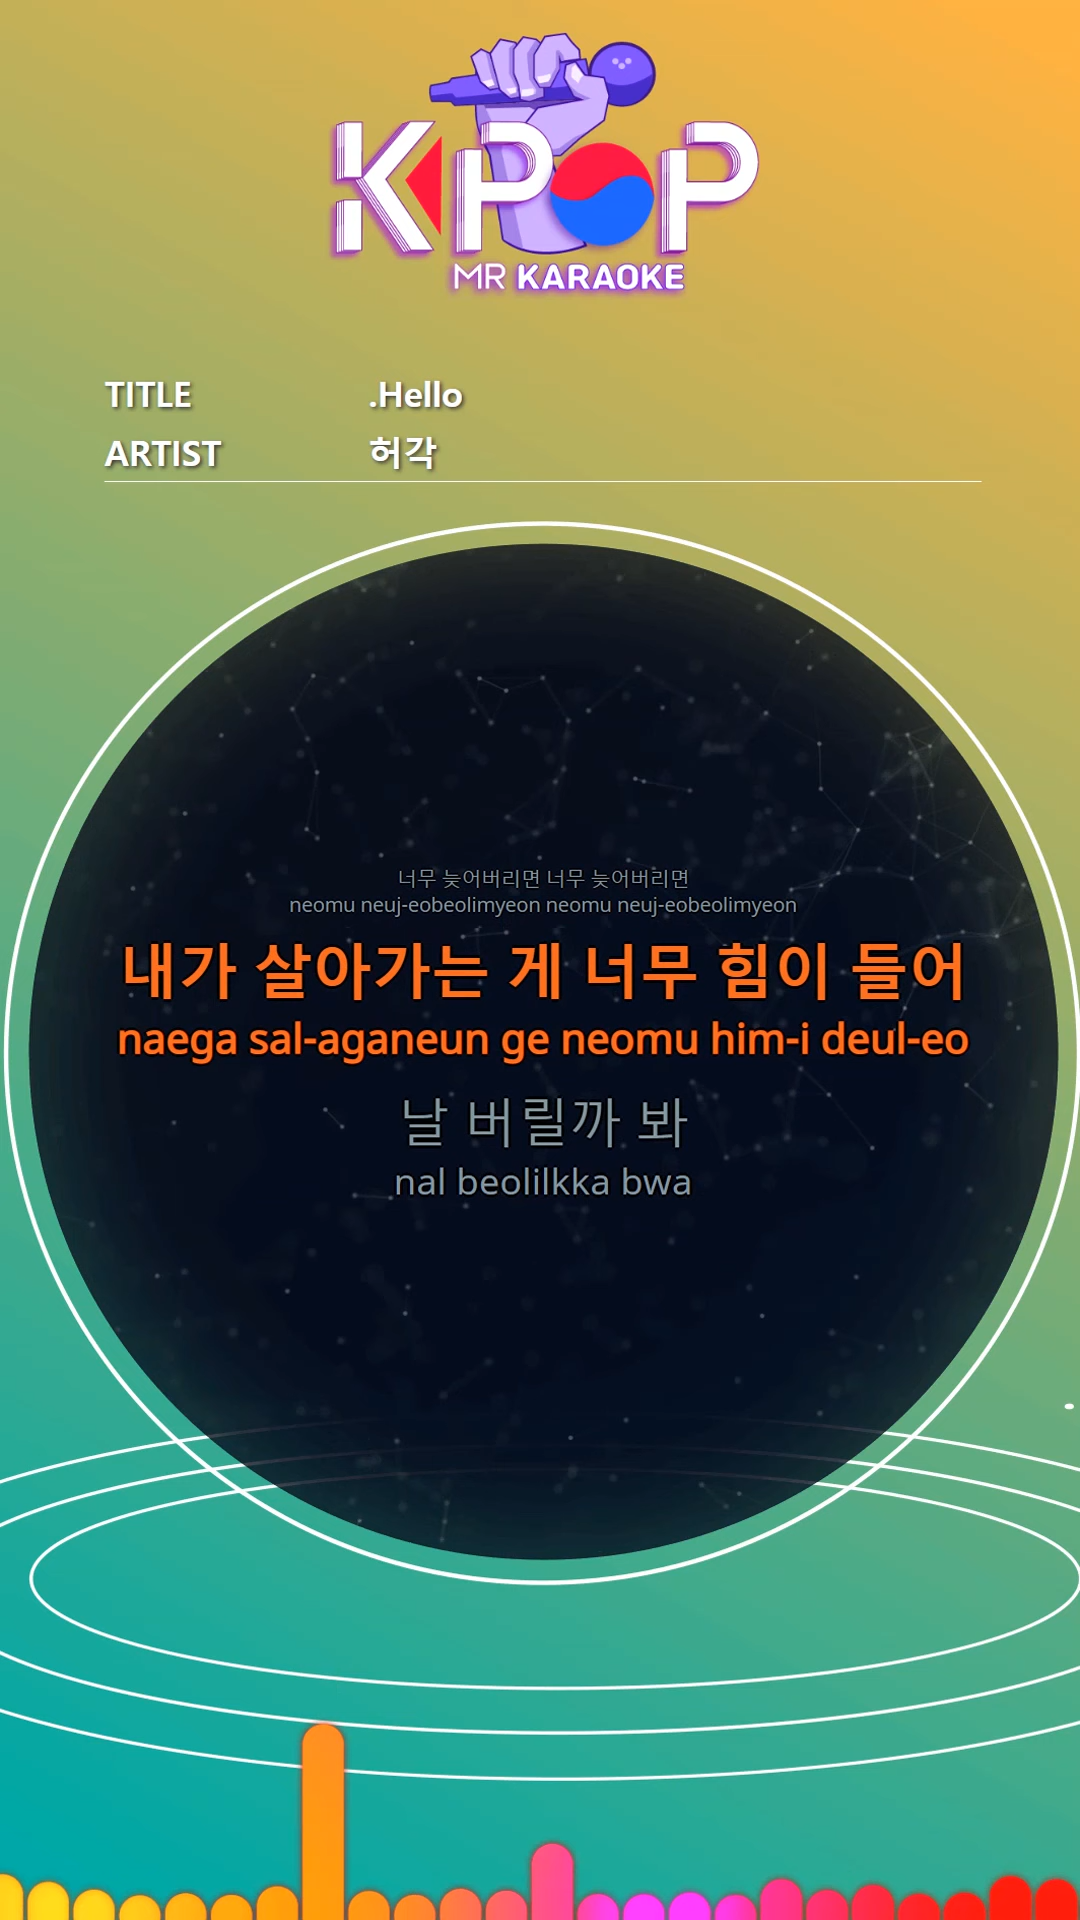 KPOP
MR KARAOKE
TITLE .Hello
ARTIST 허각
너무 늦어버리면 너무 늦어버리면
neomu neuj-eobeolimyeon neomu neuj-eobeolimyeon
내가 살아가는 게 너무 힘이 들어
naega sal-aganeun ge neomu him-i deul-eo
날 버릴까 봐
nal beolilkka bwa